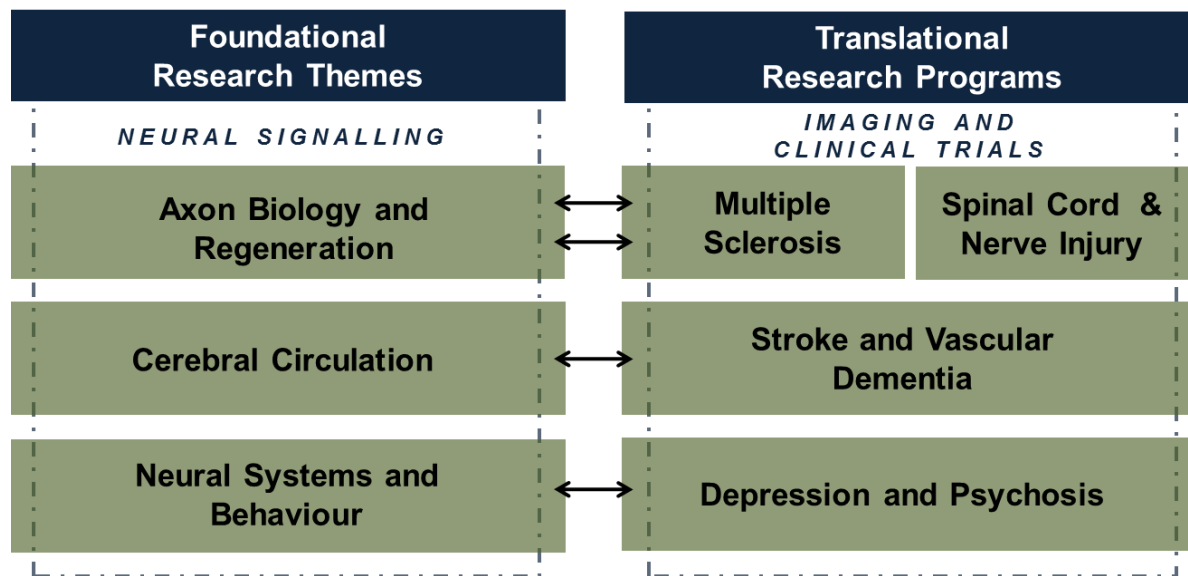 Foundational
Research Themes
NEURAL SIGNALLING
Axon Biology and
Regeneration
Cerebral Circulation
Neural Systems and
Behaviour
Translational
Research Programs
IMAGING AND
CLINICAL TRIALS
Multiple
Sclerosis
Spinal Cord &
Nerve Injury
Stroke and Vascular
Dementia
Depression and Psychosis